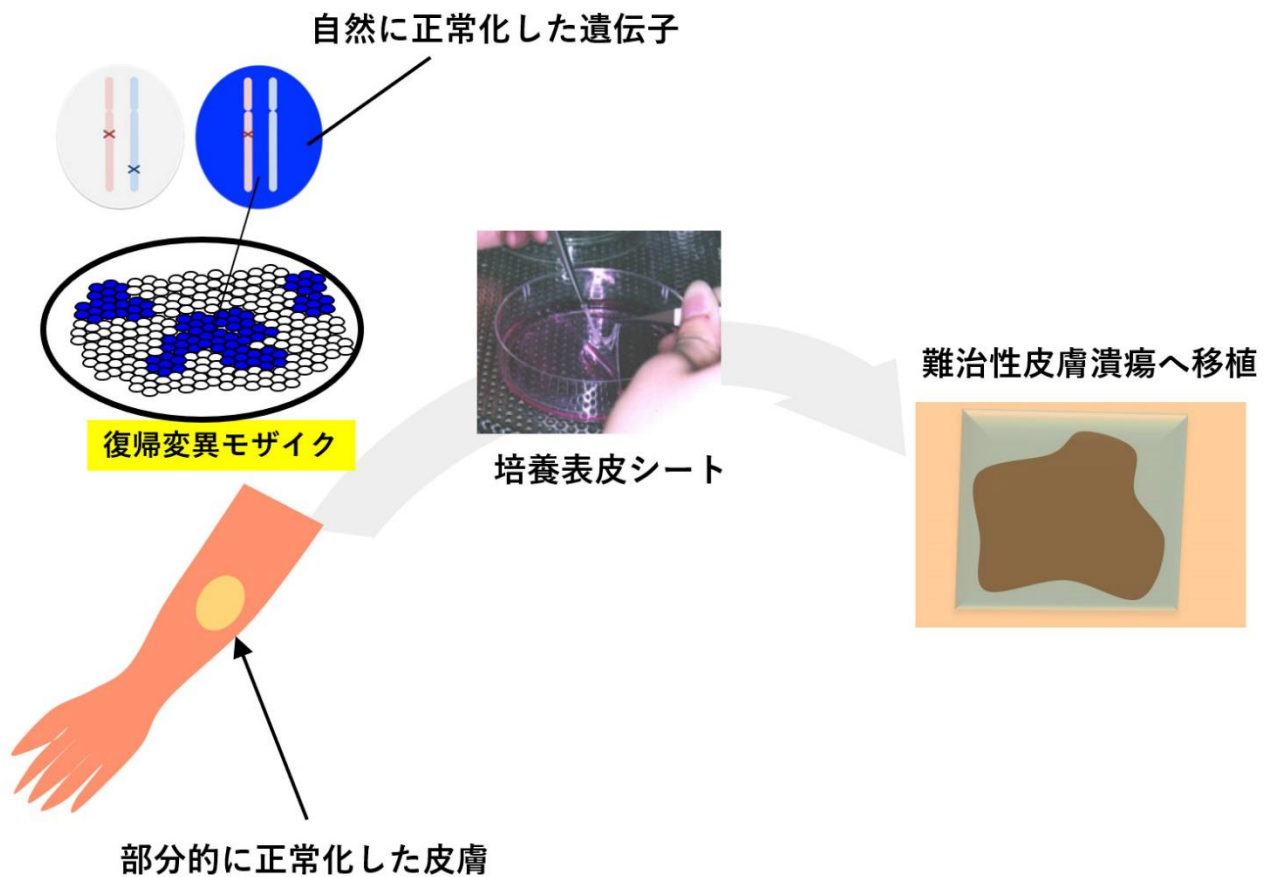 自然に正常化した遺伝子
復帰変異モザイク
培養表皮シート
難治性皮膚潰瘍へ移植
部分的に正常化した皮膚